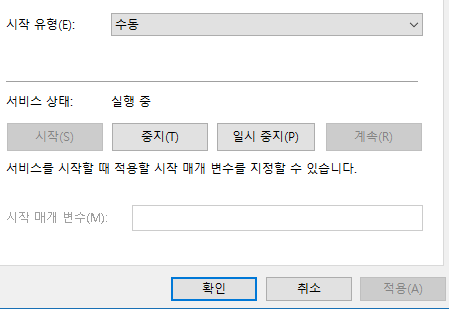 시작 유형(E): 수동
서비스 상태: 실행 중
시작(S) 중지(T) 일시 중지(P) 계속(R)
서비스를 시작할 때 적용할 시작 매개 변수를 지정할 수 있습니다.
시작 매개 변수(M):
확인 취소 적용(A)